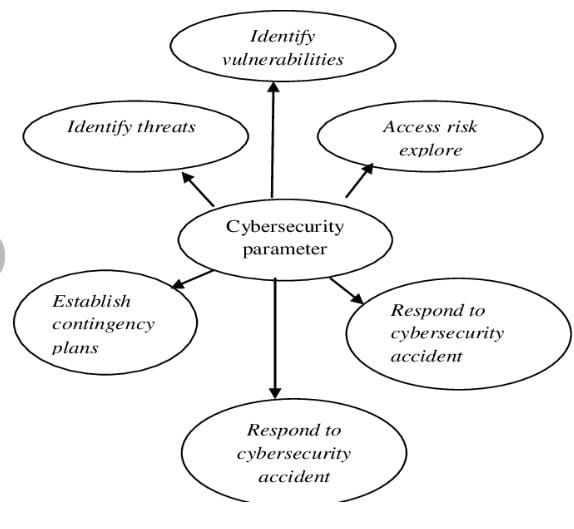 Identify
vulnerabilities
Identify threats
Access risk
explore
Cybersecurity
parameter
Establish
contingency
plans
Respond to
cybersecurity
accident
Respond to
cybersecurity
accident